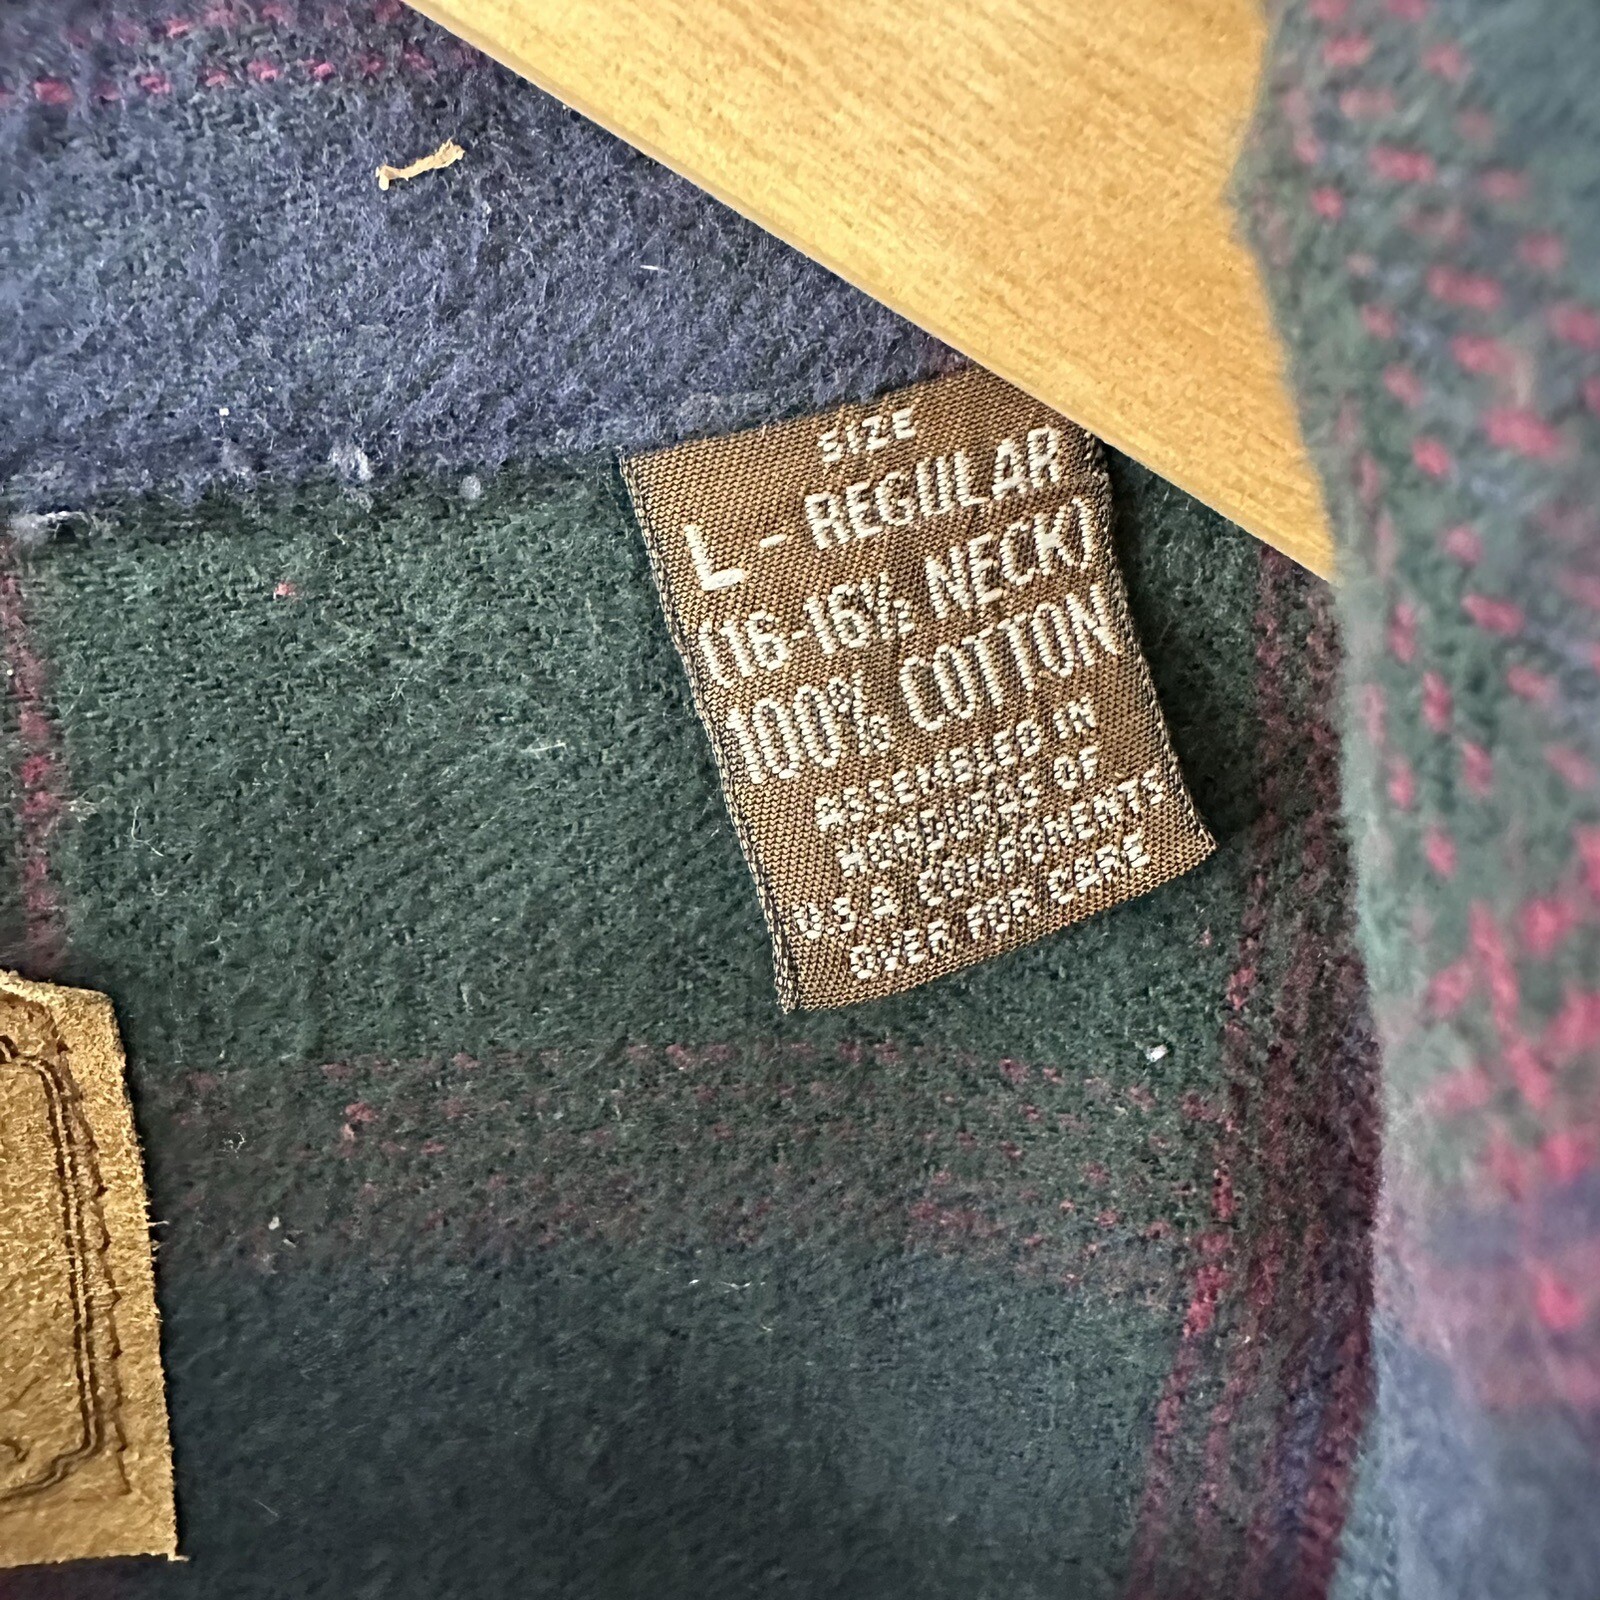 SIZE
L - REGULAR
(16-16½ NECK)
100% COTTON
ASSEMBLED IN
HONDURAS OF
U.S.A COMPONENTS
OVER FOR CARE